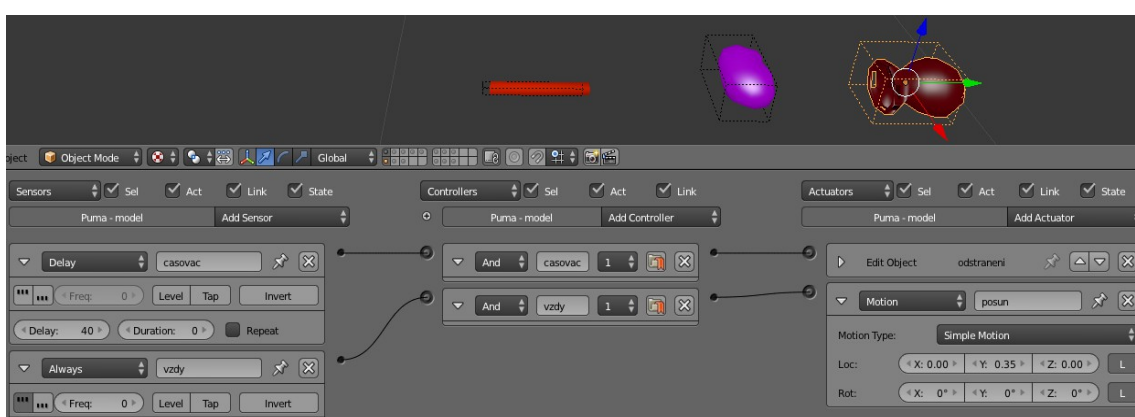 ject Object Mode Global
Sensors Sel Act Link State Controllers Sel Act Link Actuators Sel Act Link State
Puma - model Add Sensor Puma - model Add Controller Puma - model Add Actuator
Delay casovac And casovac 1 Edit Object odstraneni
Freq: 0 Level Tap Invert And vzdy 1 Motion posun
Delay: 40 Duration: 0 Repeat Motion Type: Simple Motion
Always vzdy Loc: X: 0.00 Y: 0.35 Z: 0.00 L
Freq: 0 Level Tap Invert Rot: X: 0° Y: 0° Z: 0° L